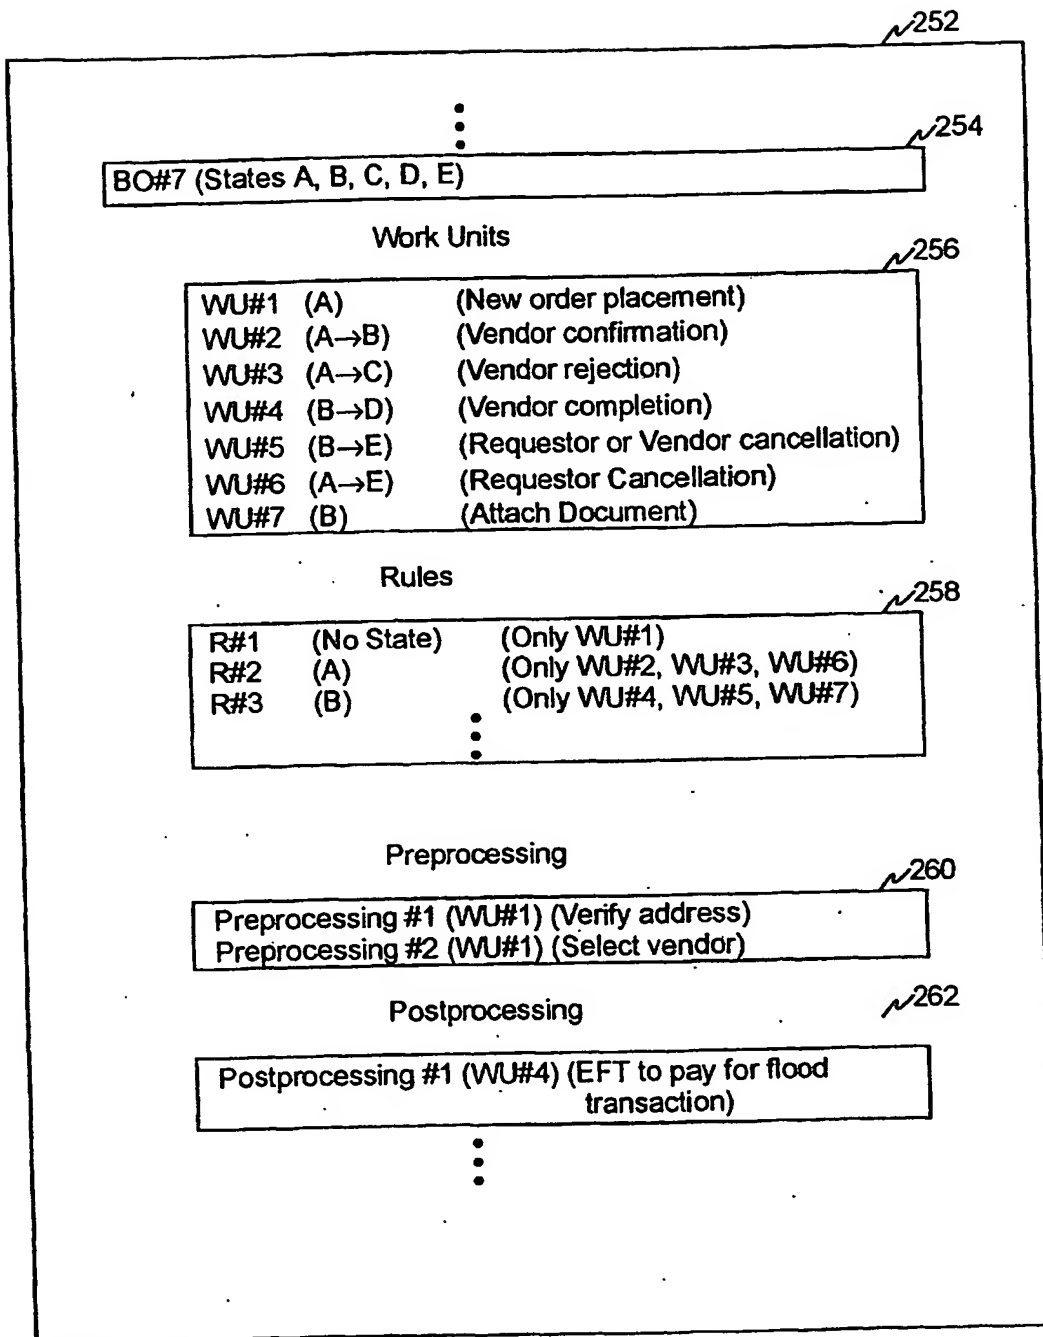 252
254
BO#7 (States A, B, C, D, E)
Work Units
256
WU#1 (A) (New order placement)
WU#2 (A→B) (Vendor confirmation)
WU#3 (A→C) (Vendor rejection)
WU#4 (B→D) (Vendor completion)
WU#5 (B→E) (Requestor or Vendor cancellation)
WU#6 (A→E) (Requestor Cancellation)
WU#7 (B) (Attach Document)
Rules
258
R#1 (No State) (Only WU#1)
R#2 (A) (Only WU#2, WU#3, WU#6)
R#3 (B) (Only WU#4, WU#5, WU#7)
Preprocessing
260
Preprocessing #1 (WU#1) (Verify address)
Preprocessing #2 (WU#1) (Select vendor)
Postprocessing
262
Postprocessing #1 (WU#4) (EFT to pay for flood
transaction)